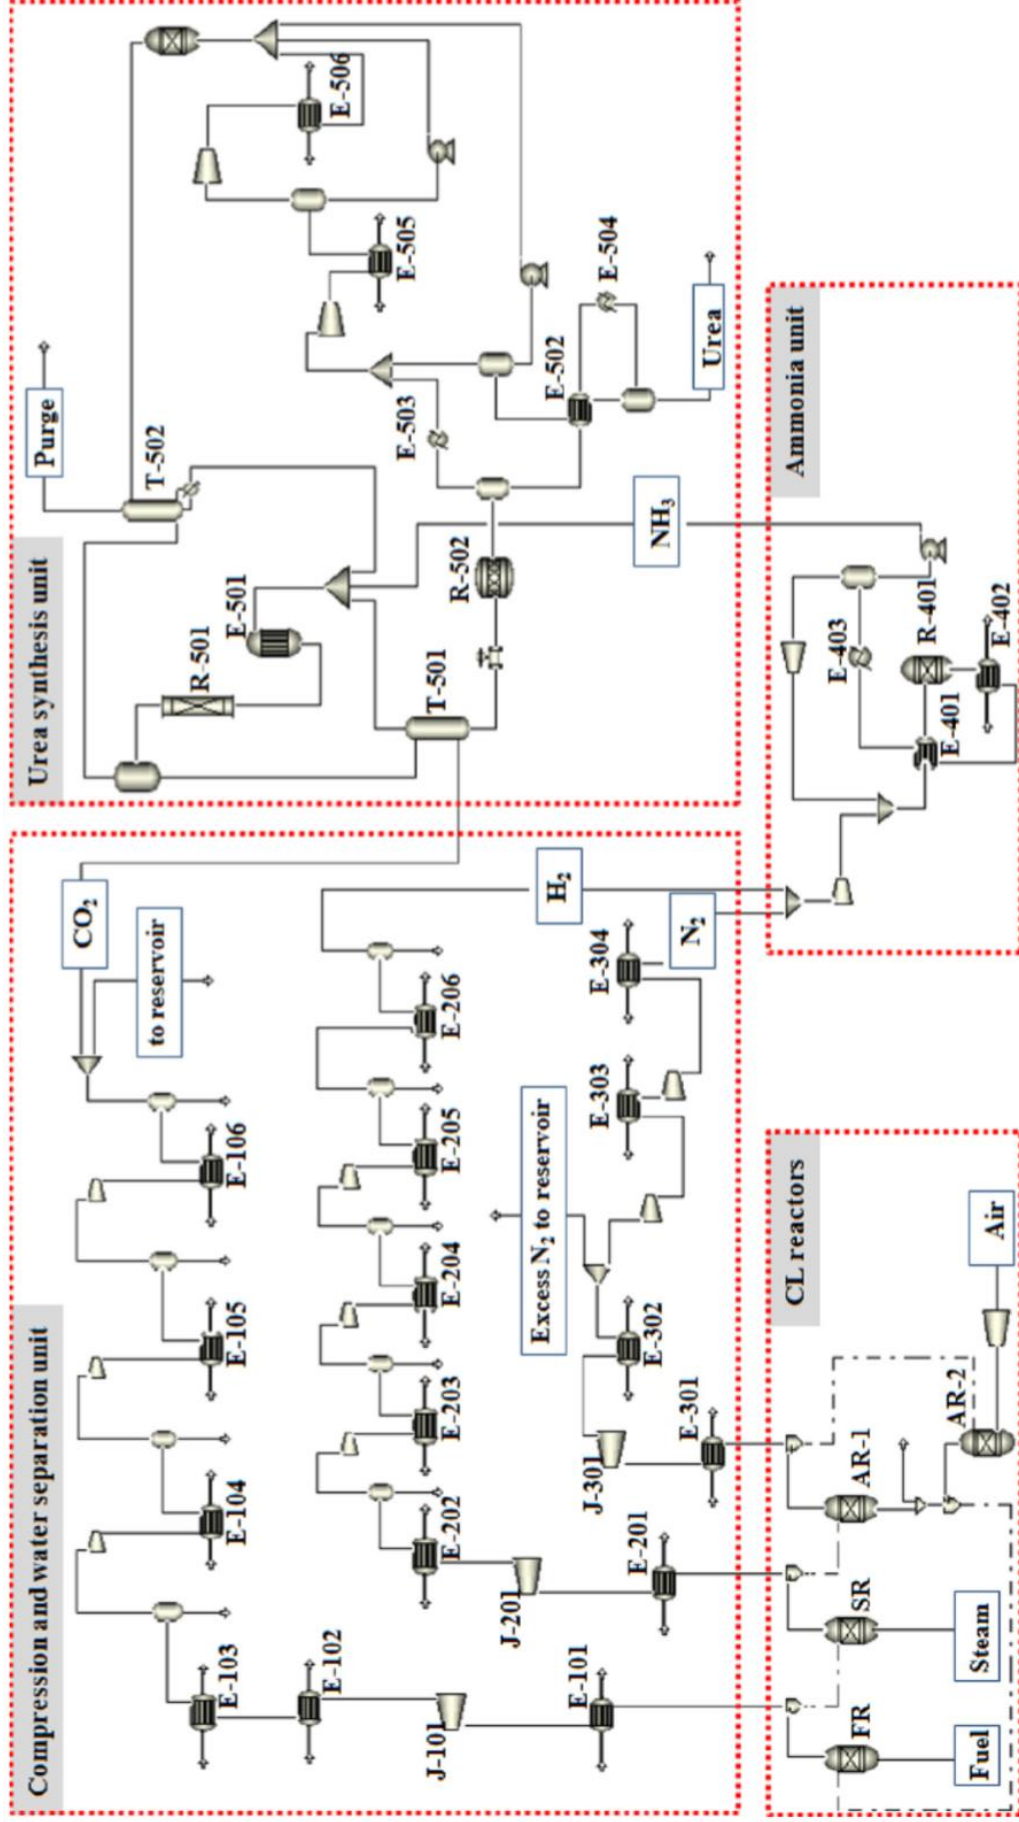 Compression and water separation unit
CO₂
to reservoir
E-103
E-102
J-101
E-101
E-104
E-105
E-106
E-202
J-201
E-201
E-203
E-204
E-205
E-206
H₂
Excess N₂ to reservoir
J-301
E-301
E-302
E-303
E-304
N₂
Urea synthesis unit
Purge
T-502
R-501
E-501
T-501
R-502
E-503
E-502
E-504
E-505
E-506
NH₃
Urea
CL reactors
FR
SR
AR-1
AR-2
Fuel
Steam
Air
Ammonia unit
E-403
R-401
E-401
E-402